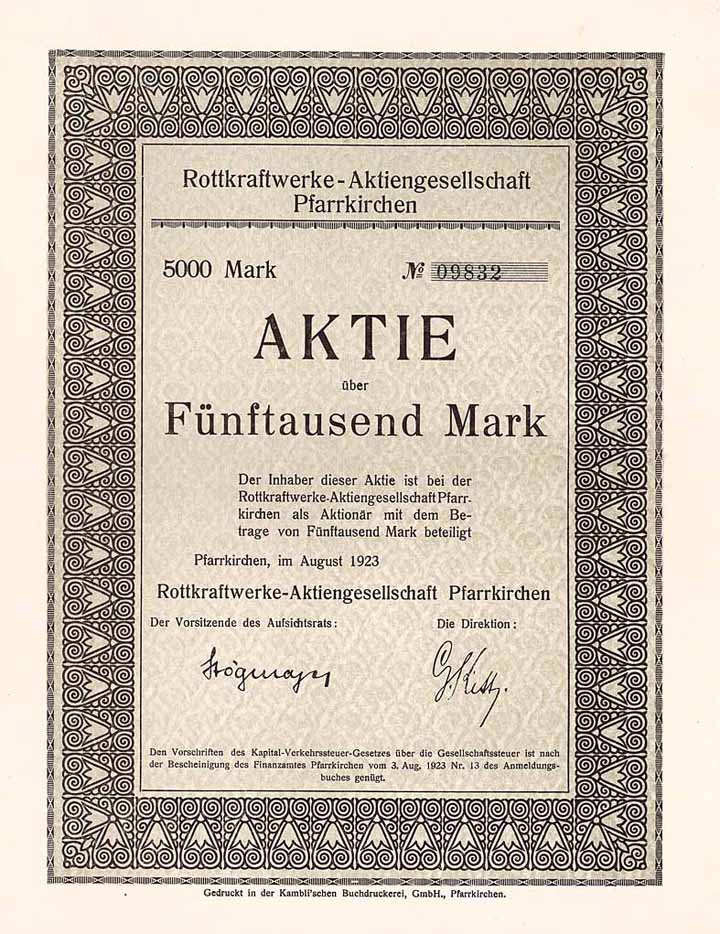 Rottkraftwerke-Aktiengesellschaft
Pfarrkirchen
5000 Mark № 09832
AKTIE
über
Fünftausend Mark
Der Inhaber dieser Aktie ist bei der
Rottkraftwerke-Aktiengesellschaft Pfarr-
kirchen als Aktionär mit dem Be-
trage von Fünftausend Mark beteiligt
Pfarrkirchen, im August 1923
Rottkraftwerke-Aktiengesellschaft Pfarrkirchen
Der Vorsitzende des Aufsichtsrats: Die Direktion:
Den Vorschriften des Kapital-Verkehrssteuer-Gesetzes über die Gesellschaftssteuer ist nach
der Bescheinigung des Finanzamtes Pfarrkirchen vom 3. Aug. 1923 Nr. 13 des Anmeldungs-
buches genügt.
Gedruckt in der Kambli'schen Buchdruckerei, GmbH., Pfarrkirchen.